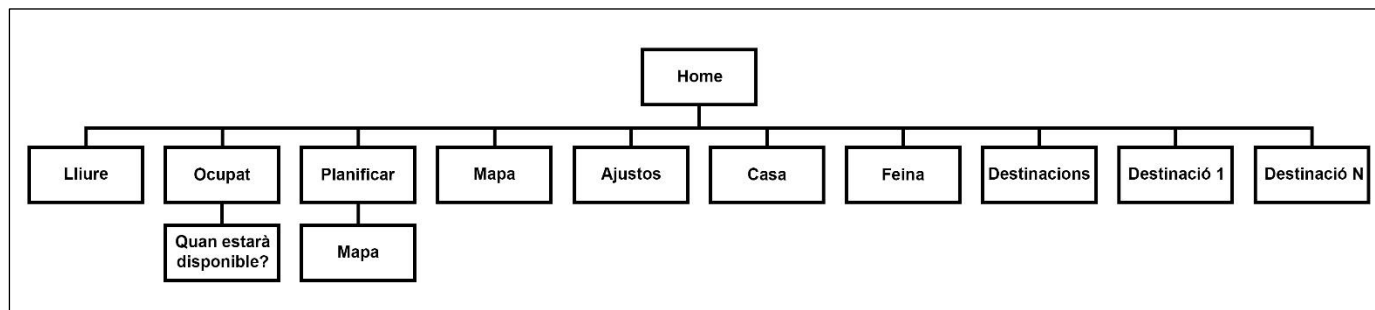 Home
Lliure
Ocupat
Planificar
Mapa
Ajustos
Casa
Feina
Destinacions
Destinació 1
Destinació N
Quan estarà
disponible?
Mapa